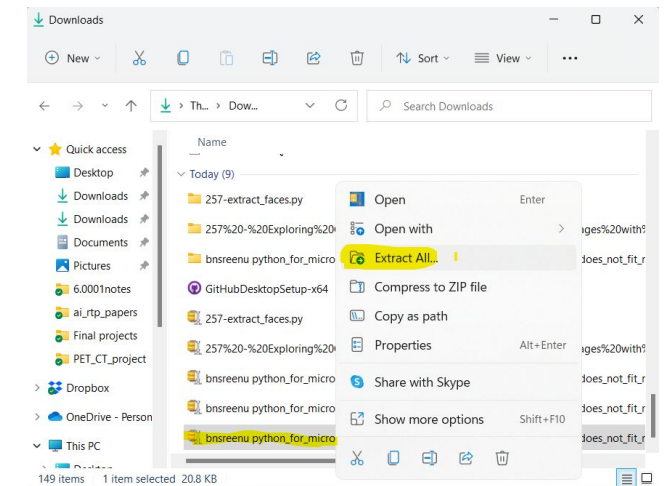 Downloads
New
Sort
View
Th... > Dow...
Search Downloads
Name
Quick access
Desktop
Downloads
Downloads
Documents
Pictures
6.0001notes
ai_rtp_papers
Final projects
PET_CT_project
Dropbox
OneDrive - Person
This PC
Today (9)
257-extract_faces.py
257%20-%20Exploring%20
ages%20with%
bnsreenu python_for_micro
does_not_fit_r
GitHubDesktopSetup-x64
257-extract_faces.py
257%20-%20Exploring%20
ages%20with%
bnsreenu python_for_micro
does_not_fit_r
bnsreenu python_for_micro
does_not_fit_r
bnsreenu python_for_micro
does_not_fit_r
Open Enter
Open with
Extract All...
Compress to ZIP file
Copy as path
Properties Alt+Enter
Share with Skype
Show more options Shift+F10
149 items 1 item selected 20.8 KB